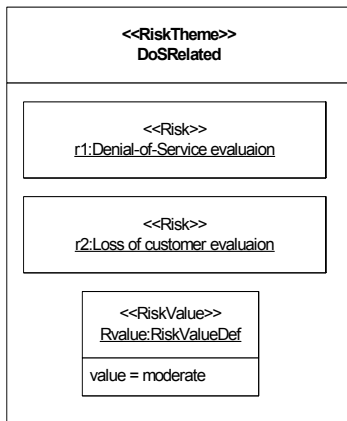 <<RiskTheme>>
DoSRelated
<<Risk>>
r1:Denial-of-Service evaluaion
<<Risk>>
r2:Loss of customer evaluaion
<<RiskValue>>
Rvalue:RiskValueDef
value = moderate